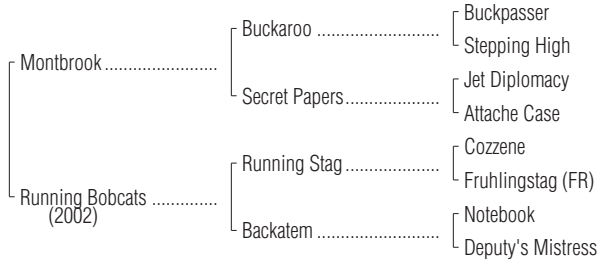 Buckpasser
Buckaroo ........................
Stepping High
Montbrook ......................
Jet Diplomacy
Secret Papers ...................
Attache Case
Cozzene
Running Stag ...................
Fruhlingstag (FR)
Running Bobcats .............
(2002)
Notebook
Backatem ........................
Deputy's Mistress